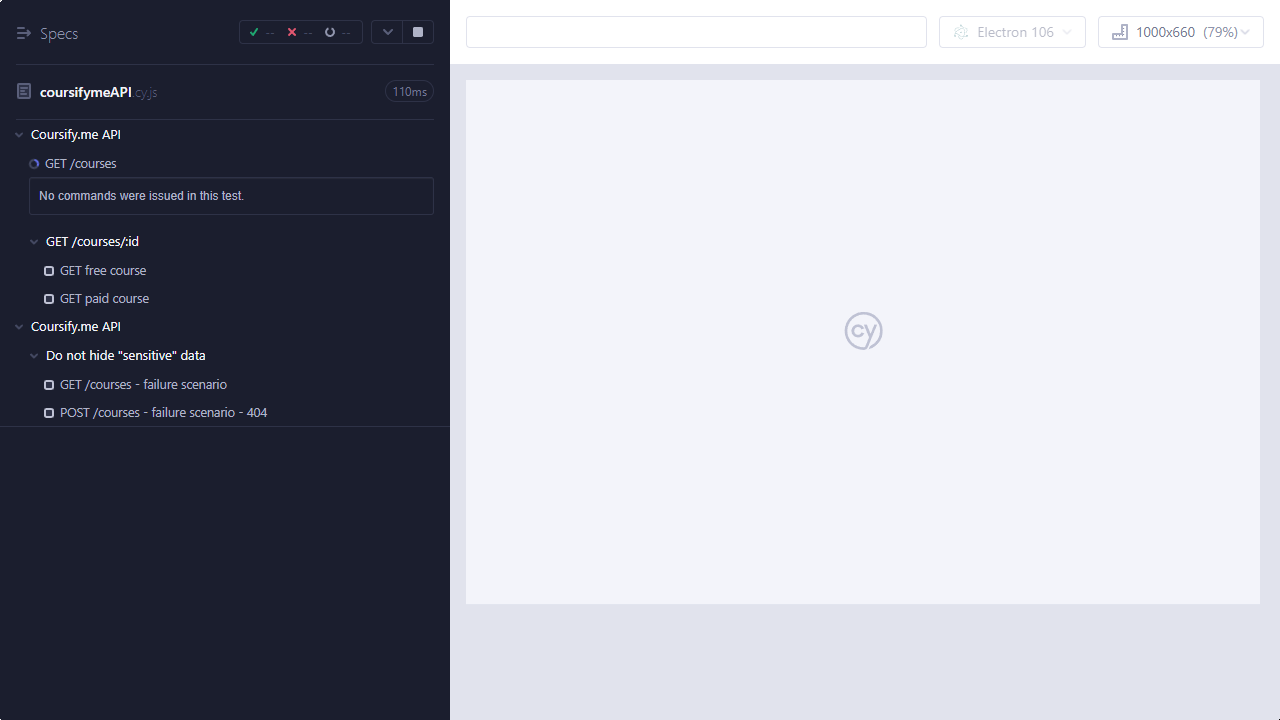 Specs
--
--
--
Electron 106
1000x660 (79%)
coursifymeAPI.cy.js
110ms
Coursify.me API
GET /courses
No commands were issued in this test.
GET /courses/:id
GET free course
GET paid course
Coursify.me API
Do not hide "sensitive" data
GET /courses - failure scenario
POST /courses - failure scenario - 404
cy